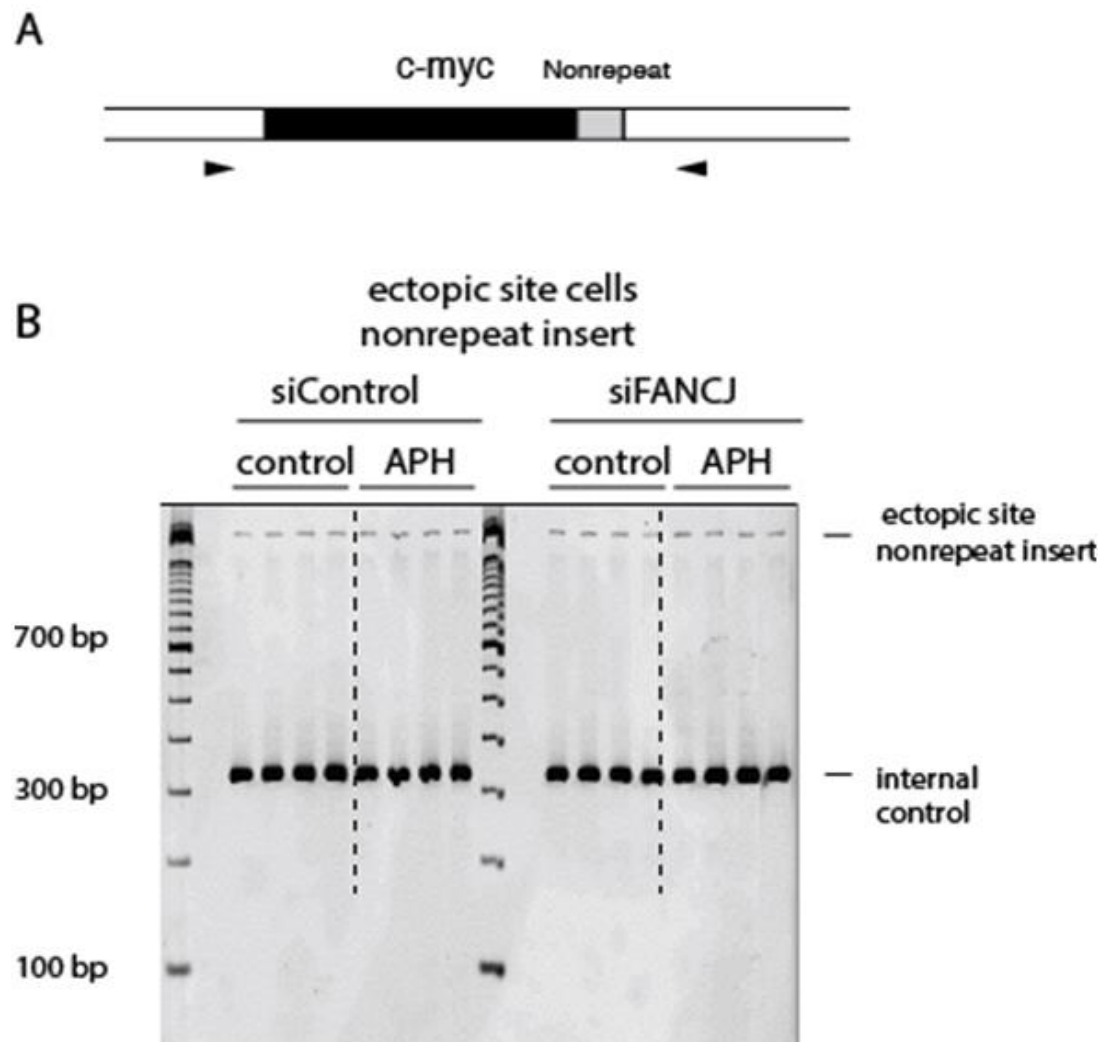 A
c-myc Nonrepeat
B
ectopic site cells
nonrepeat insert
siControl siFANCJ
control APH control APH
ectopic site
nonrepeat insert
700 bp
300 bp
internal
control
100 bp